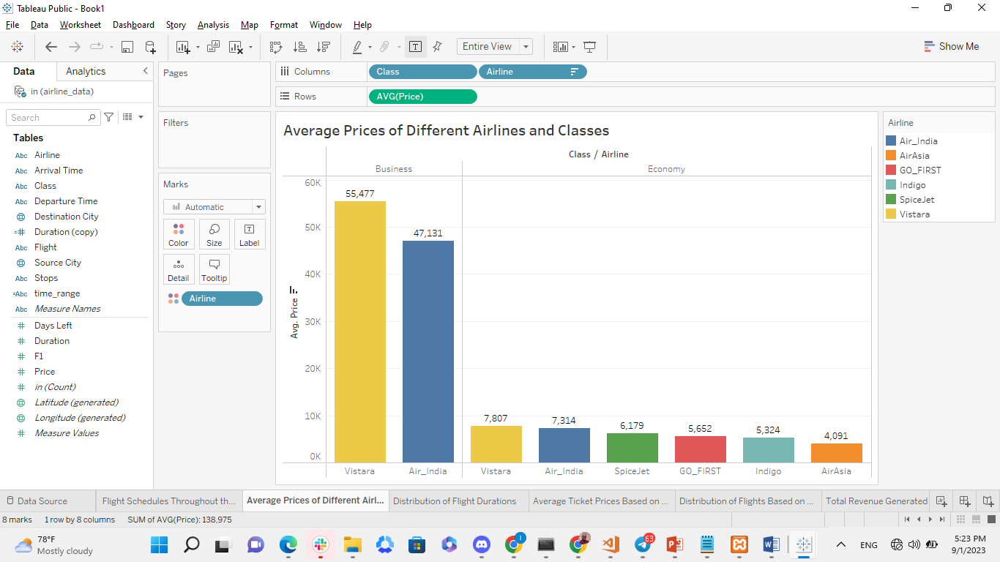 Tableau Public - Book1
File Data Worksheet Dashboard Story Analysis Map Format Window Help
Entire View
Show Me
Data Analytics
in (airline_data)
Search
Tables
Abc Airline
Abc Arrival Time
Abc Class
Abc Departure Time
Destination City
=# Duration (copy)
Abc Flight
Source City
Abc Stops
=Abc time_range
Abc Measure Names
# Days Left
# Duration
# F1
# Price
# in (Count)
Latitude (generated)
Longitude (generated)
# Measure Values
Pages
Filters
Marks
Automatic
Color Size Label
Detail Tooltip
Airline
Columns Class Airline
Rows AVG(Price)
Average Prices of Different Airlines and Classes
Class / Airline
Business Economy
60K
50K
40K
30K
20K
10K
0K
Avg. Price
55,477
47,131
7,807
7,314
6,179
5,652
5,324
4,091
Vistara Air_India Vistara Air_India SpiceJet GO_FIRST Indigo AirAsia
Airline
Air_India
AirAsia
GO_FIRST
Indigo
SpiceJet
Vistara
Data Source Flight Schedules Throughout th... Average Prices of Different Airl... Distribution of Flight Durations Average Ticket Prices Based on ... Distribution of Flights Based on ... Total Revenue Generated
8 marks 1 row by 8 columns SUM of AVG(Price): 138,975
78°F
Mostly cloudy
63
ENG
5:23 PM
9/1/2023